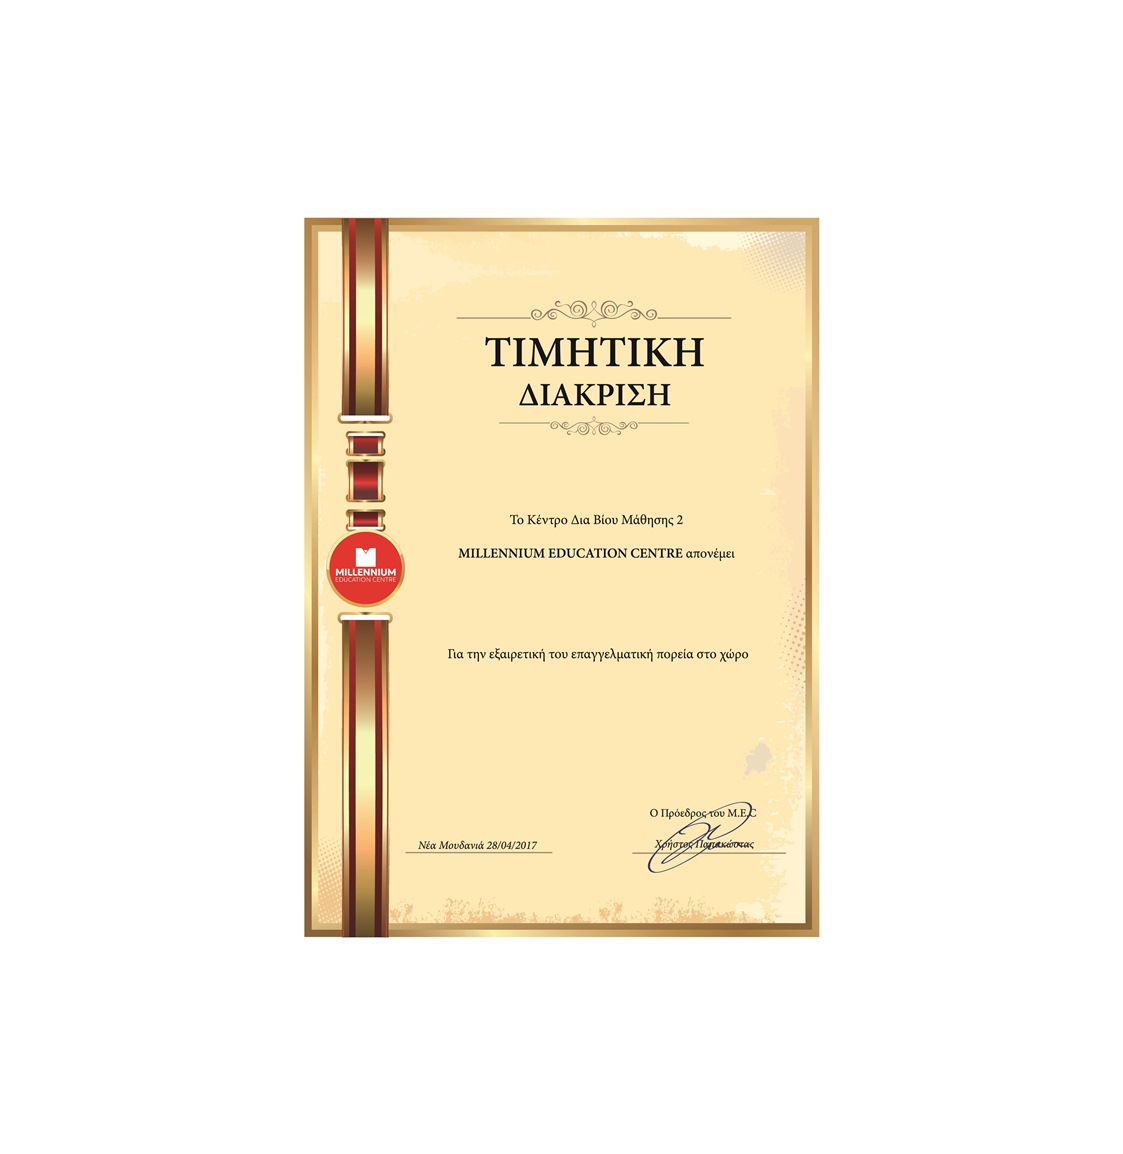 ΤΙΜΗΤΙΚΗ
ΔΙΑΚΡΙΣΗ
Το Κέντρο Δια Βίου Μάθησης 2
MILLENNIUM EDUCATION CENTRE απονέμει
MILLENNIUM
EDUCATION CENTRE
Για την εξαιρετική του επαγγελματική πορεία στο χώρο
Ο Πρόεδρος του M.E.C
Νέα Μουδανιά 28/04/2017
Χρήστος Παπακώστας